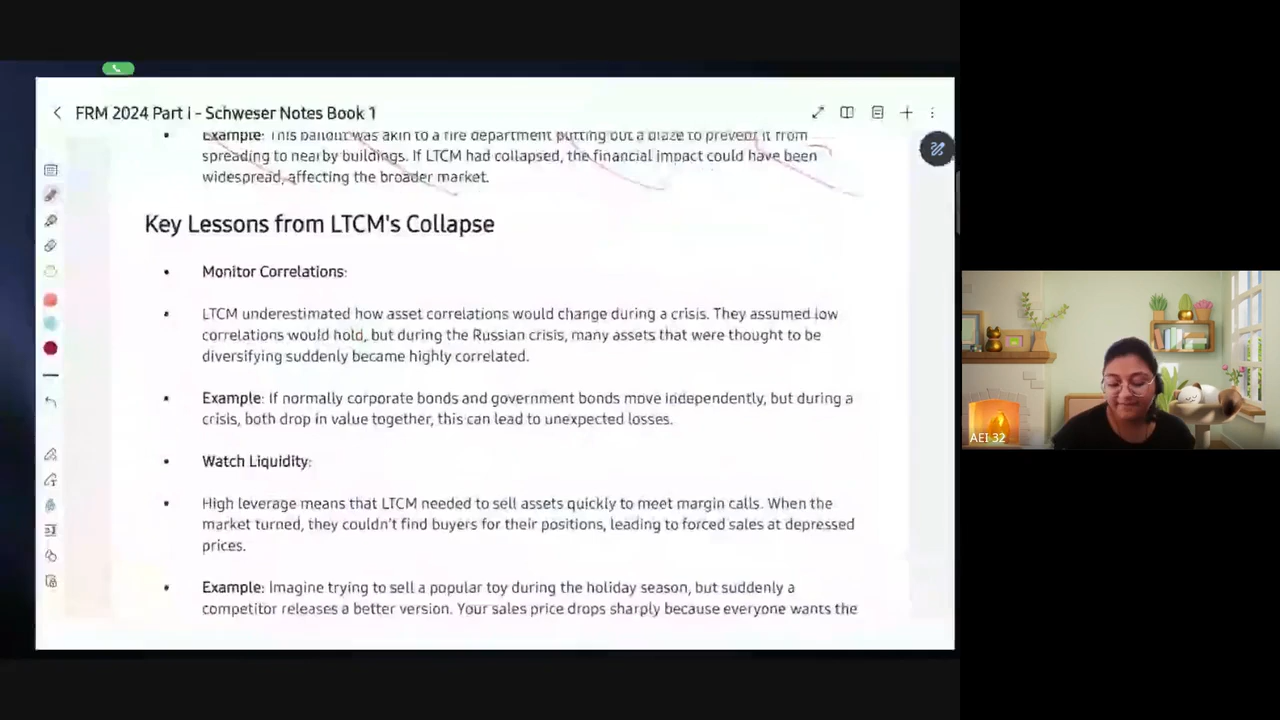 FRM 2024 Part I - Schweser Notes Book 1
• Example: This bailout was akin to a fire department putting out a blaze to prevent it from
spreading to nearby buildings. If LTCM had collapsed, the financial impact could have been
widespread, affecting the broader market.
Key Lessons from LTCM's Collapse
• Monitor Correlations:
• LTCM underestimated how asset correlations would change during a crisis. They assumed low
correlations would hold, but during the Russian crisis, many assets that were thought to be
diversifying suddenly became highly correlated.
• Example: If normally corporate bonds and government bonds move independently, but during a
crisis, both drop in value together, this can lead to unexpected losses.
• Watch Liquidity:
• High leverage means that LTCM needed to sell assets quickly to meet margin calls. When the
market turned, they couldn't find buyers for their positions, leading to forced sales at depressed
prices.
• Example: Imagine trying to sell a popular toy during the holiday season, but suddenly a
competitor releases a better version. Your sales price drops sharply because everyone wants the
AEI 32